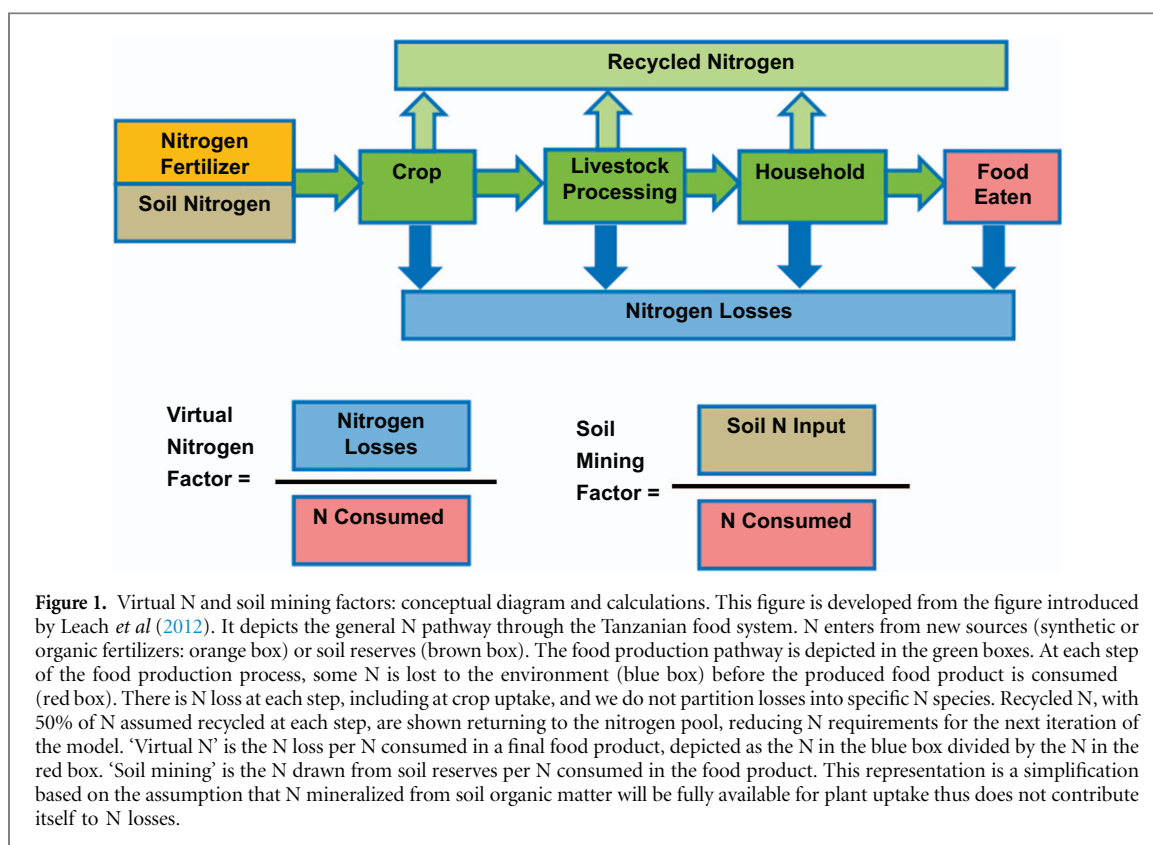 Recycled Nitrogen
Nitrogen
Fertilizer
Soil Nitrogen
Crop
Livestock
Processing
Household
Food
Eaten
Nitrogen Losses
Virtual
Nitrogen
Factor =
Nitrogen
Losses
N Consumed
Soil
Mining
Factor =
Soil N Input
N Consumed
Figure 1. Virtual N and soil mining factors: conceptual diagram and calculations. This figure is developed from the figure introduced
by Leach et al (2012). It depicts the general N pathway through the Tanzanian food system. N enters from new sources (synthetic or
organic fertilizers: orange box) or soil reserves (brown box). The food production pathway is depicted in the green boxes. At each step
of the food production process, some N is lost to the environment (blue box) before the produced food product is consumed
(red box). There is N loss at each step, including at crop uptake, and we do not partition losses into specific N species. Recycled N, with
50% of N assumed recycled at each step, are shown returning to the nitrogen pool, reducing N requirements for the next iteration of
the model. ‘Virtual N’ is the N loss per N consumed in a final food product, depicted as the N in the blue box divided by the N in the
red box. ‘Soil mining’ is the N drawn from soil reserves per N consumed in the food product. This representation is a simplification
based on the assumption that N mineralized from soil organic matter will be fully available for plant uptake thus does not contribute
itself to N losses.